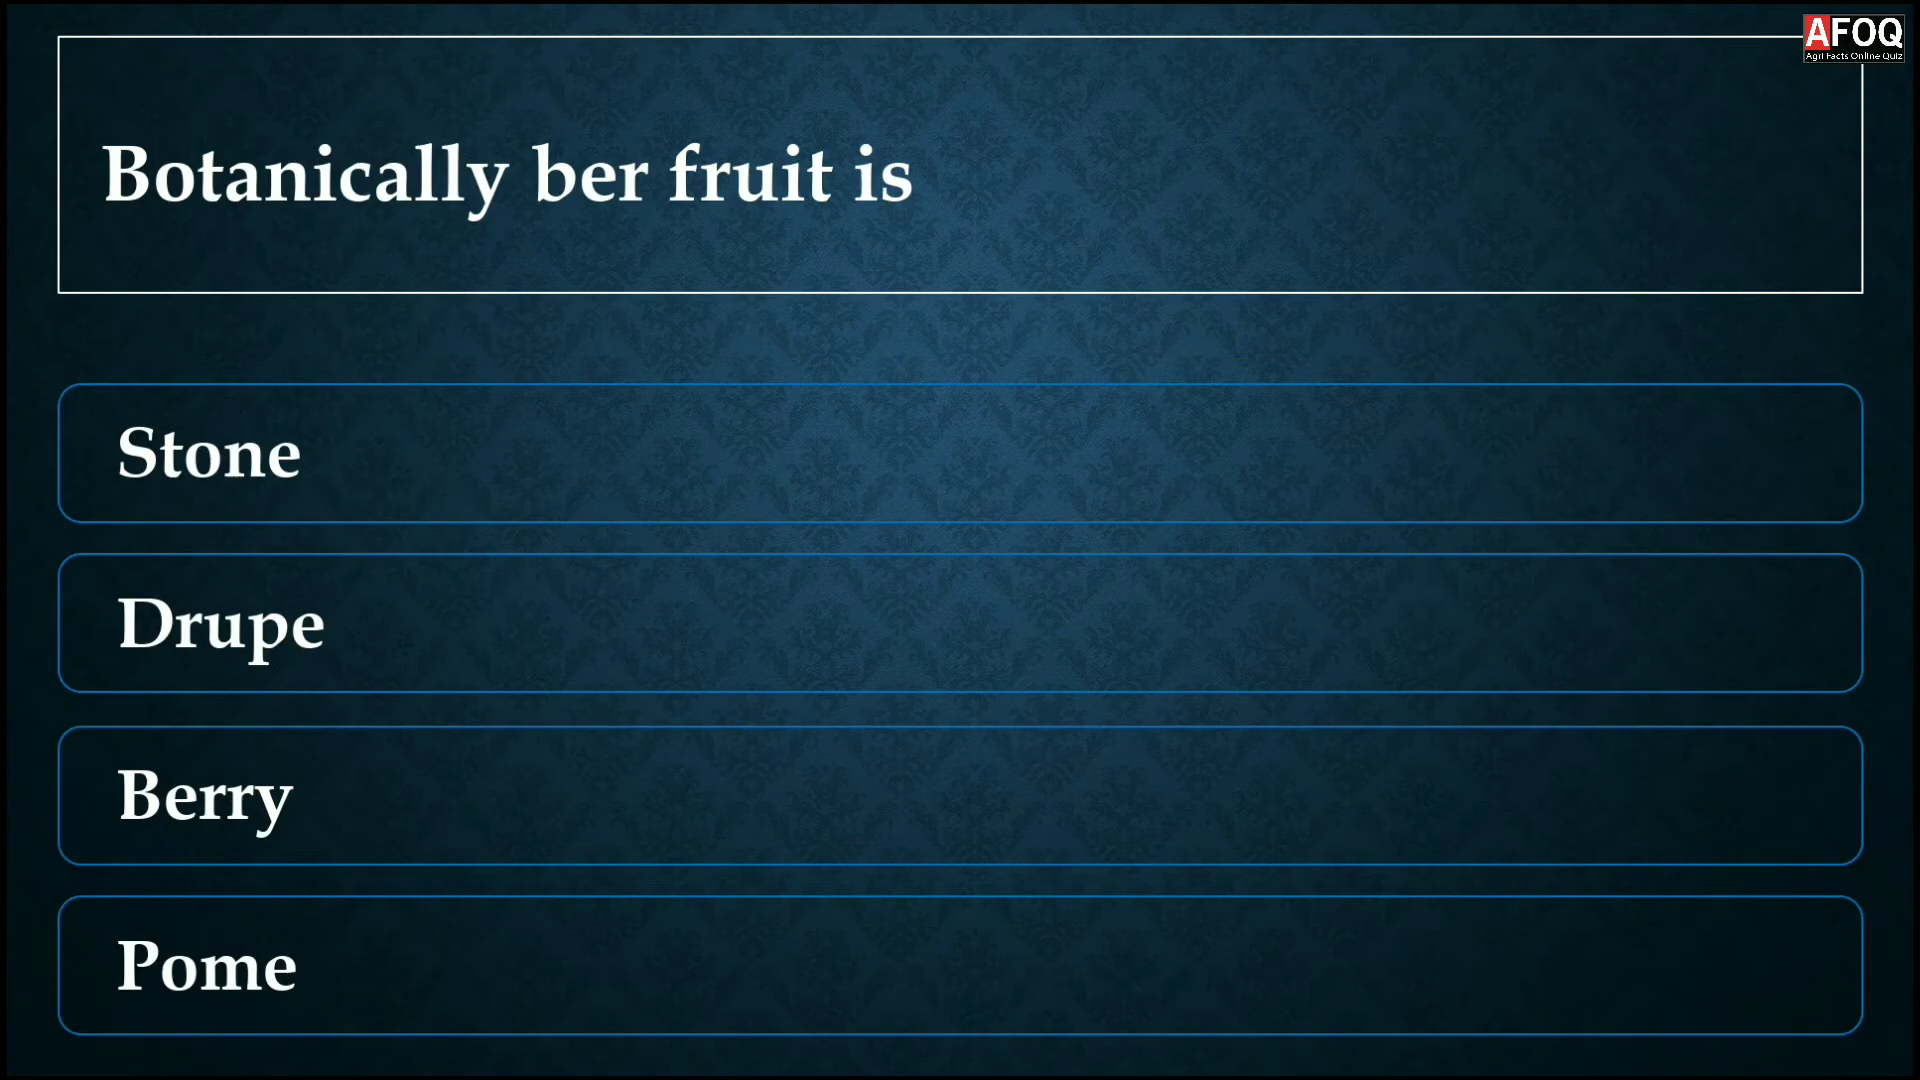 AFOQ
Agri Facts Online Quiz
Botanically ber fruit is
Stone
Drupe
Berry
Pome